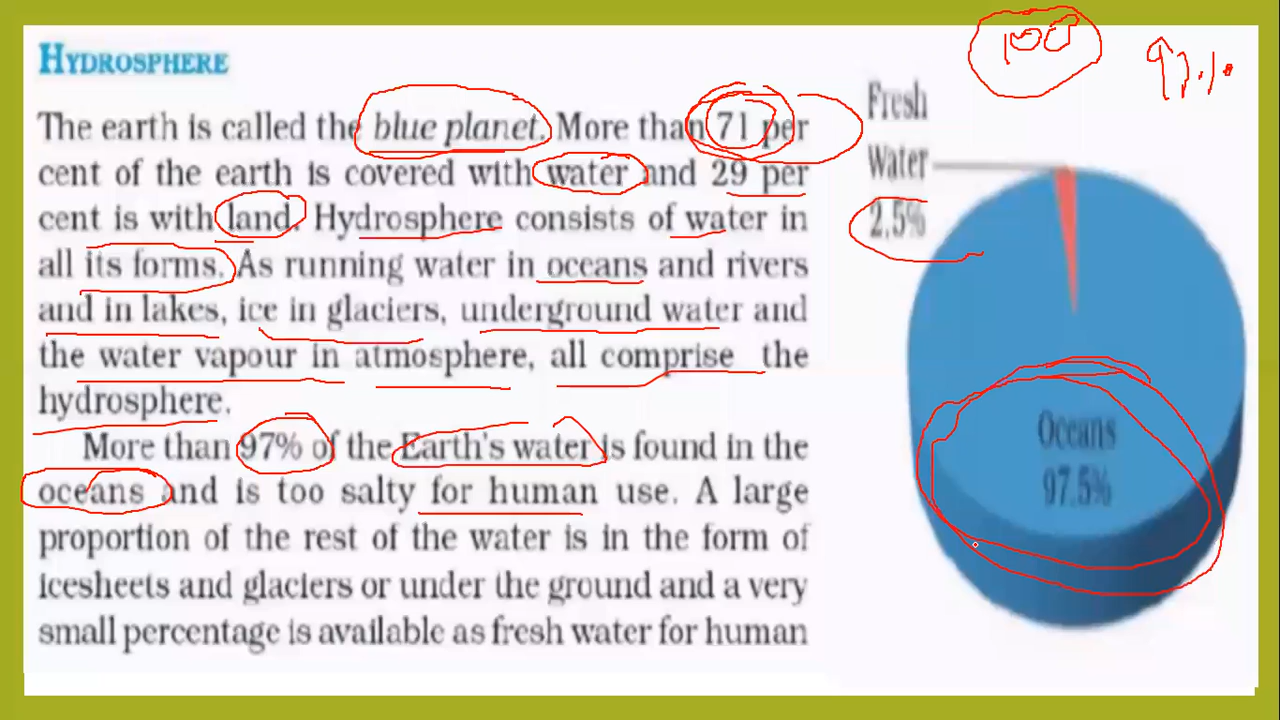 HYDROSPHERE
The earth is called the blue planet. More than 71 per
cent of the earth is covered with water and 29 per
cent is with land. Hydrosphere consists of water in
all its forms. As running water in oceans and rivers
and in lakes, ice in glaciers, underground water and
the water vapour in atmosphere, all comprise the
hydrosphere.
More than 97% of the Earth's water is found in the
oceans and is too salty for human use. A large
proportion of the rest of the water is in the form of
icesheets and glaciers or under the ground and a very
small percentage is available as fresh water for human
100
97%
Fresh
Water
2.5%
Oceans
97.5%